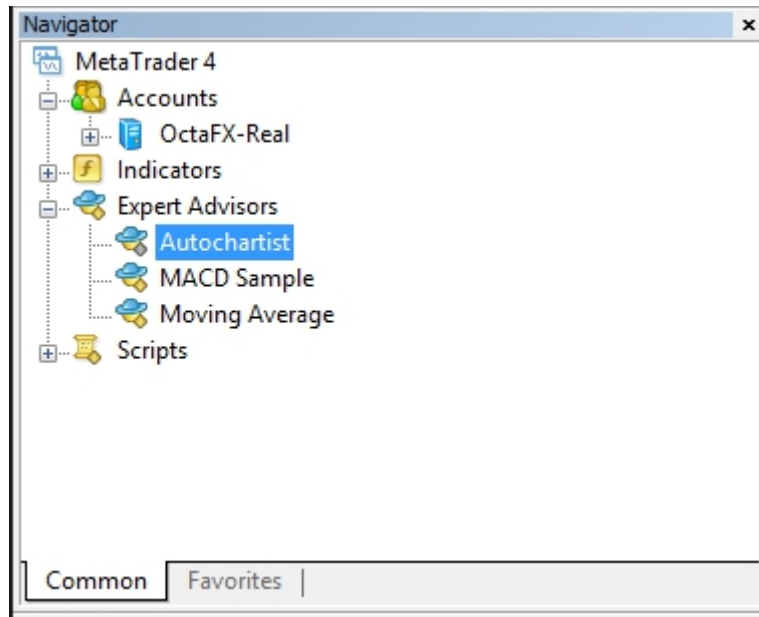 Navigator
MetaTrader 4
Accounts
OctaFX-Real
Indicators
Expert Advisors
Autochartist
MACD Sample
Moving Average
Scripts
Common Favorites